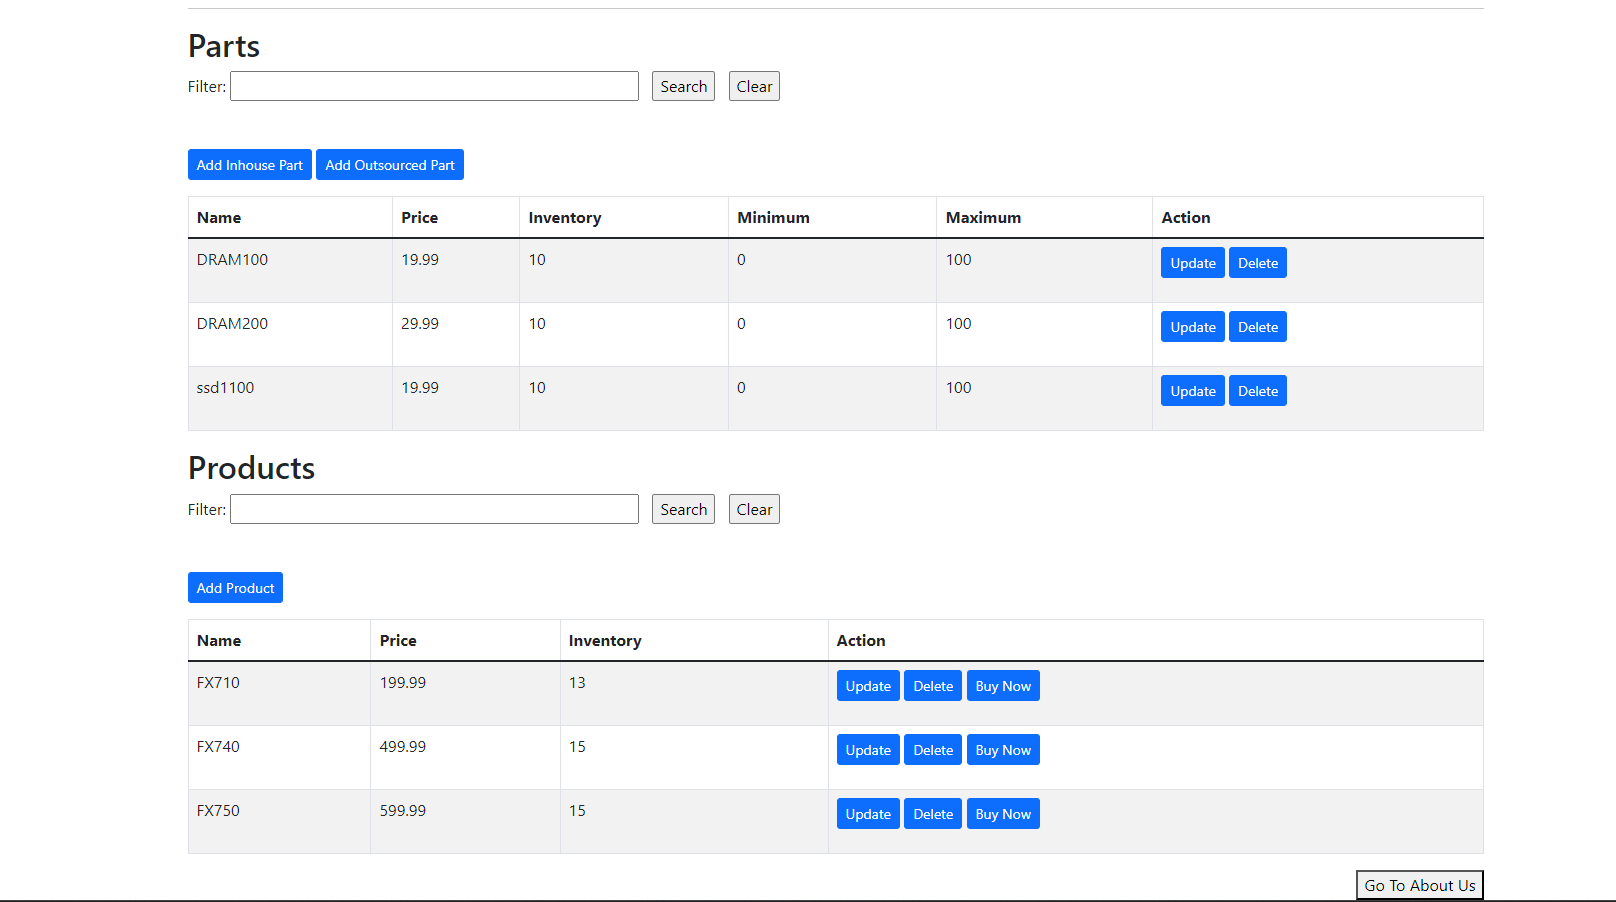 Parts
Filter: Search Clear
Add Inhouse Part Add Outsourced Part
Name Price Inventory Minimum Maximum Action
DRAM100 19.99 10 0 100 Update Delete
DRAM200 29.99 10 0 100 Update Delete
ssd1100 19.99 10 0 100 Update Delete
Products
Filter: Search Clear
Add Product
Name Price Inventory Action
FX710 199.99 13 Update Delete Buy Now
FX740 499.99 15 Update Delete Buy Now
FX750 599.99 15 Update Delete Buy Now
Go To About Us